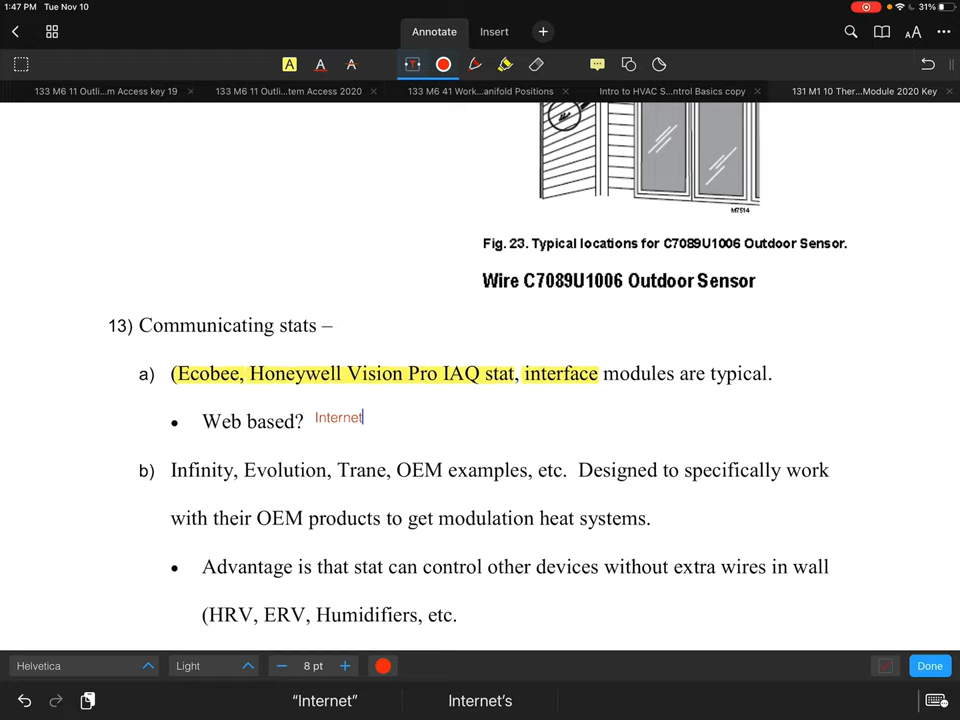 1:47 PM Tue Nov 10
31%
Annotate Insert
AA
A A A T
133 M6 11 Outli...m Access key 19 × 133 M6 11 Outli...tem Access 2020 × 133 M6 41 Work...anifold Positions × Intro to HVAC S...ntrol Basics copy × 131 M1 10 Ther...Module 2020 Key ×
M7514
Fig. 23. Typical locations for C7089U1006 Outdoor Sensor.
Wire C7089U1006 Outdoor Sensor
13) Communicating stats –
a) (Ecobee, Honeywell Vision Pro IAQ stat, interface modules are typical.
• Web based? Internet
b) Infinity, Evolution, Trane, OEM examples, etc. Designed to specifically work
with their OEM products to get modulation heat systems.
• Advantage is that stat can control other devices without extra wires in wall
(HRV, ERV, Humidifiers, etc.
Helvetica Light − 8 pt + Done
“Internet” Internet’s